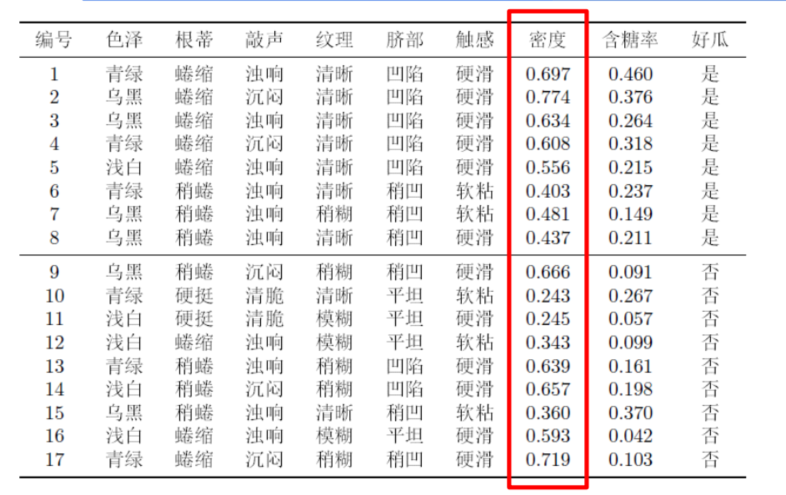 编号 色泽 根蒂 敲声 纹理 脐部 触感 密度 含糖率 好瓜
1 青绿 蜷缩 浊响 清晰 凹陷 硬滑 0.697 0.460 是
2 乌黑 蜷缩 沉闷 清晰 凹陷 硬滑 0.774 0.376 是
3 乌黑 蜷缩 浊响 清晰 凹陷 硬滑 0.634 0.264 是
4 青绿 蜷缩 沉闷 清晰 凹陷 硬滑 0.608 0.318 是
5 浅白 蜷缩 浊响 清晰 凹陷 硬滑 0.556 0.215 是
6 青绿 稍蜷 浊响 清晰 稍凹 软粘 0.403 0.237 是
7 乌黑 稍蜷 浊响 稍糊 稍凹 软粘 0.481 0.149 是
8 乌黑 稍蜷 浊响 清晰 稍凹 硬滑 0.437 0.211 是
9 乌黑 稍蜷 沉闷 稍糊 稍凹 硬滑 0.666 0.091 否
10 青绿 硬挺 清脆 清晰 平坦 软粘 0.243 0.267 否
11 浅白 硬挺 清脆 模糊 平坦 硬滑 0.245 0.057 否
12 浅白 蜷缩 浊响 模糊 平坦 软粘 0.343 0.099 否
13 青绿 稍蜷 浊响 稍糊 凹陷 硬滑 0.639 0.161 否
14 浅白 稍蜷 沉闷 稍糊 凹陷 硬滑 0.657 0.198 否
15 乌黑 稍蜷 浊响 清晰 稍凹 软粘 0.360 0.370 否
16 浅白 蜷缩 浊响 模糊 平坦 硬滑 0.593 0.042 否
17 青绿 蜷缩 沉闷 稍糊 稍凹 硬滑 0.719 0.103 否